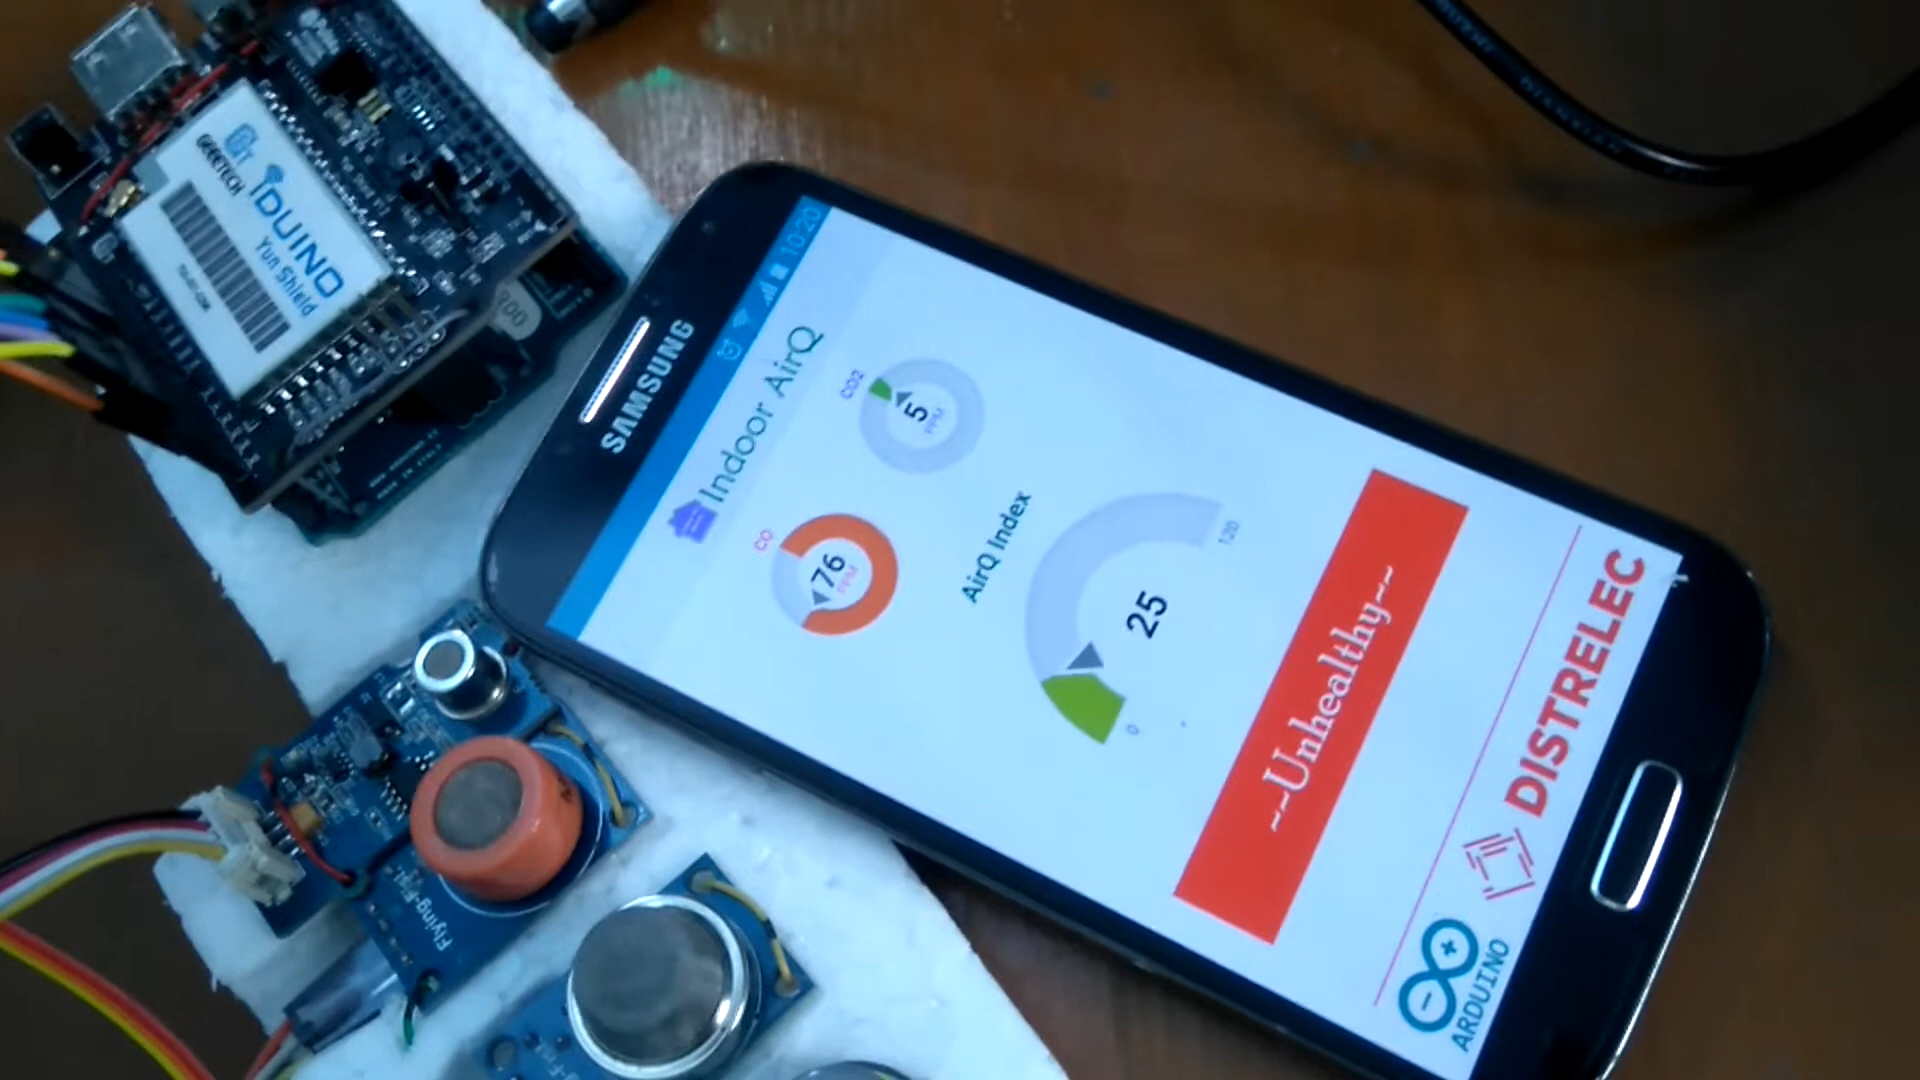 GEEETECH
iDUINO
Yun Shield
SAMSUNG
10:20
Indoor AirQ
CO
76
PPM
CO2
5
PPM
AirQ Index
25
0
120
~~Unhealthy~~
ARDUINO
DISTRELEC
Flying-Fish